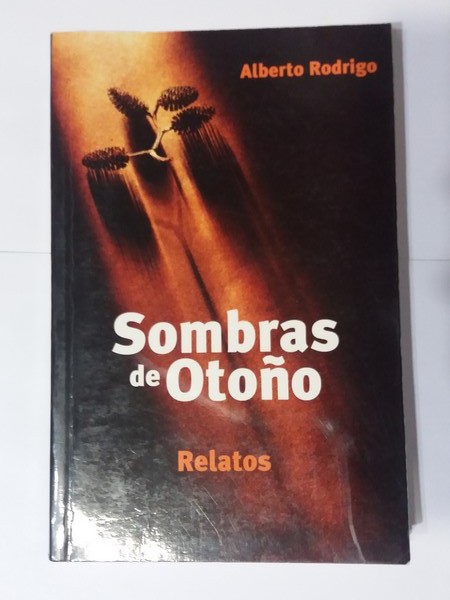 Alberto Rodrigo
Sombras
de Otoño
Relatos